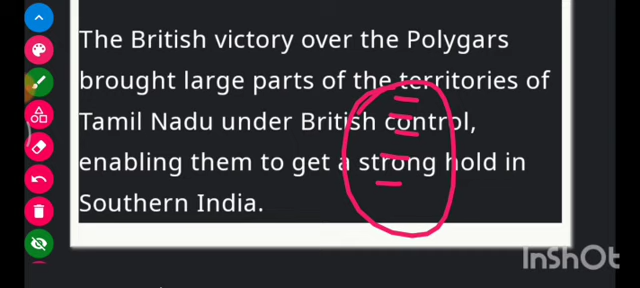 The British victory over the Polygars
brought large parts of the territories of
Tamil Nadu under British control,
enabling them to get a strong hold in
Southern India.
InShOt